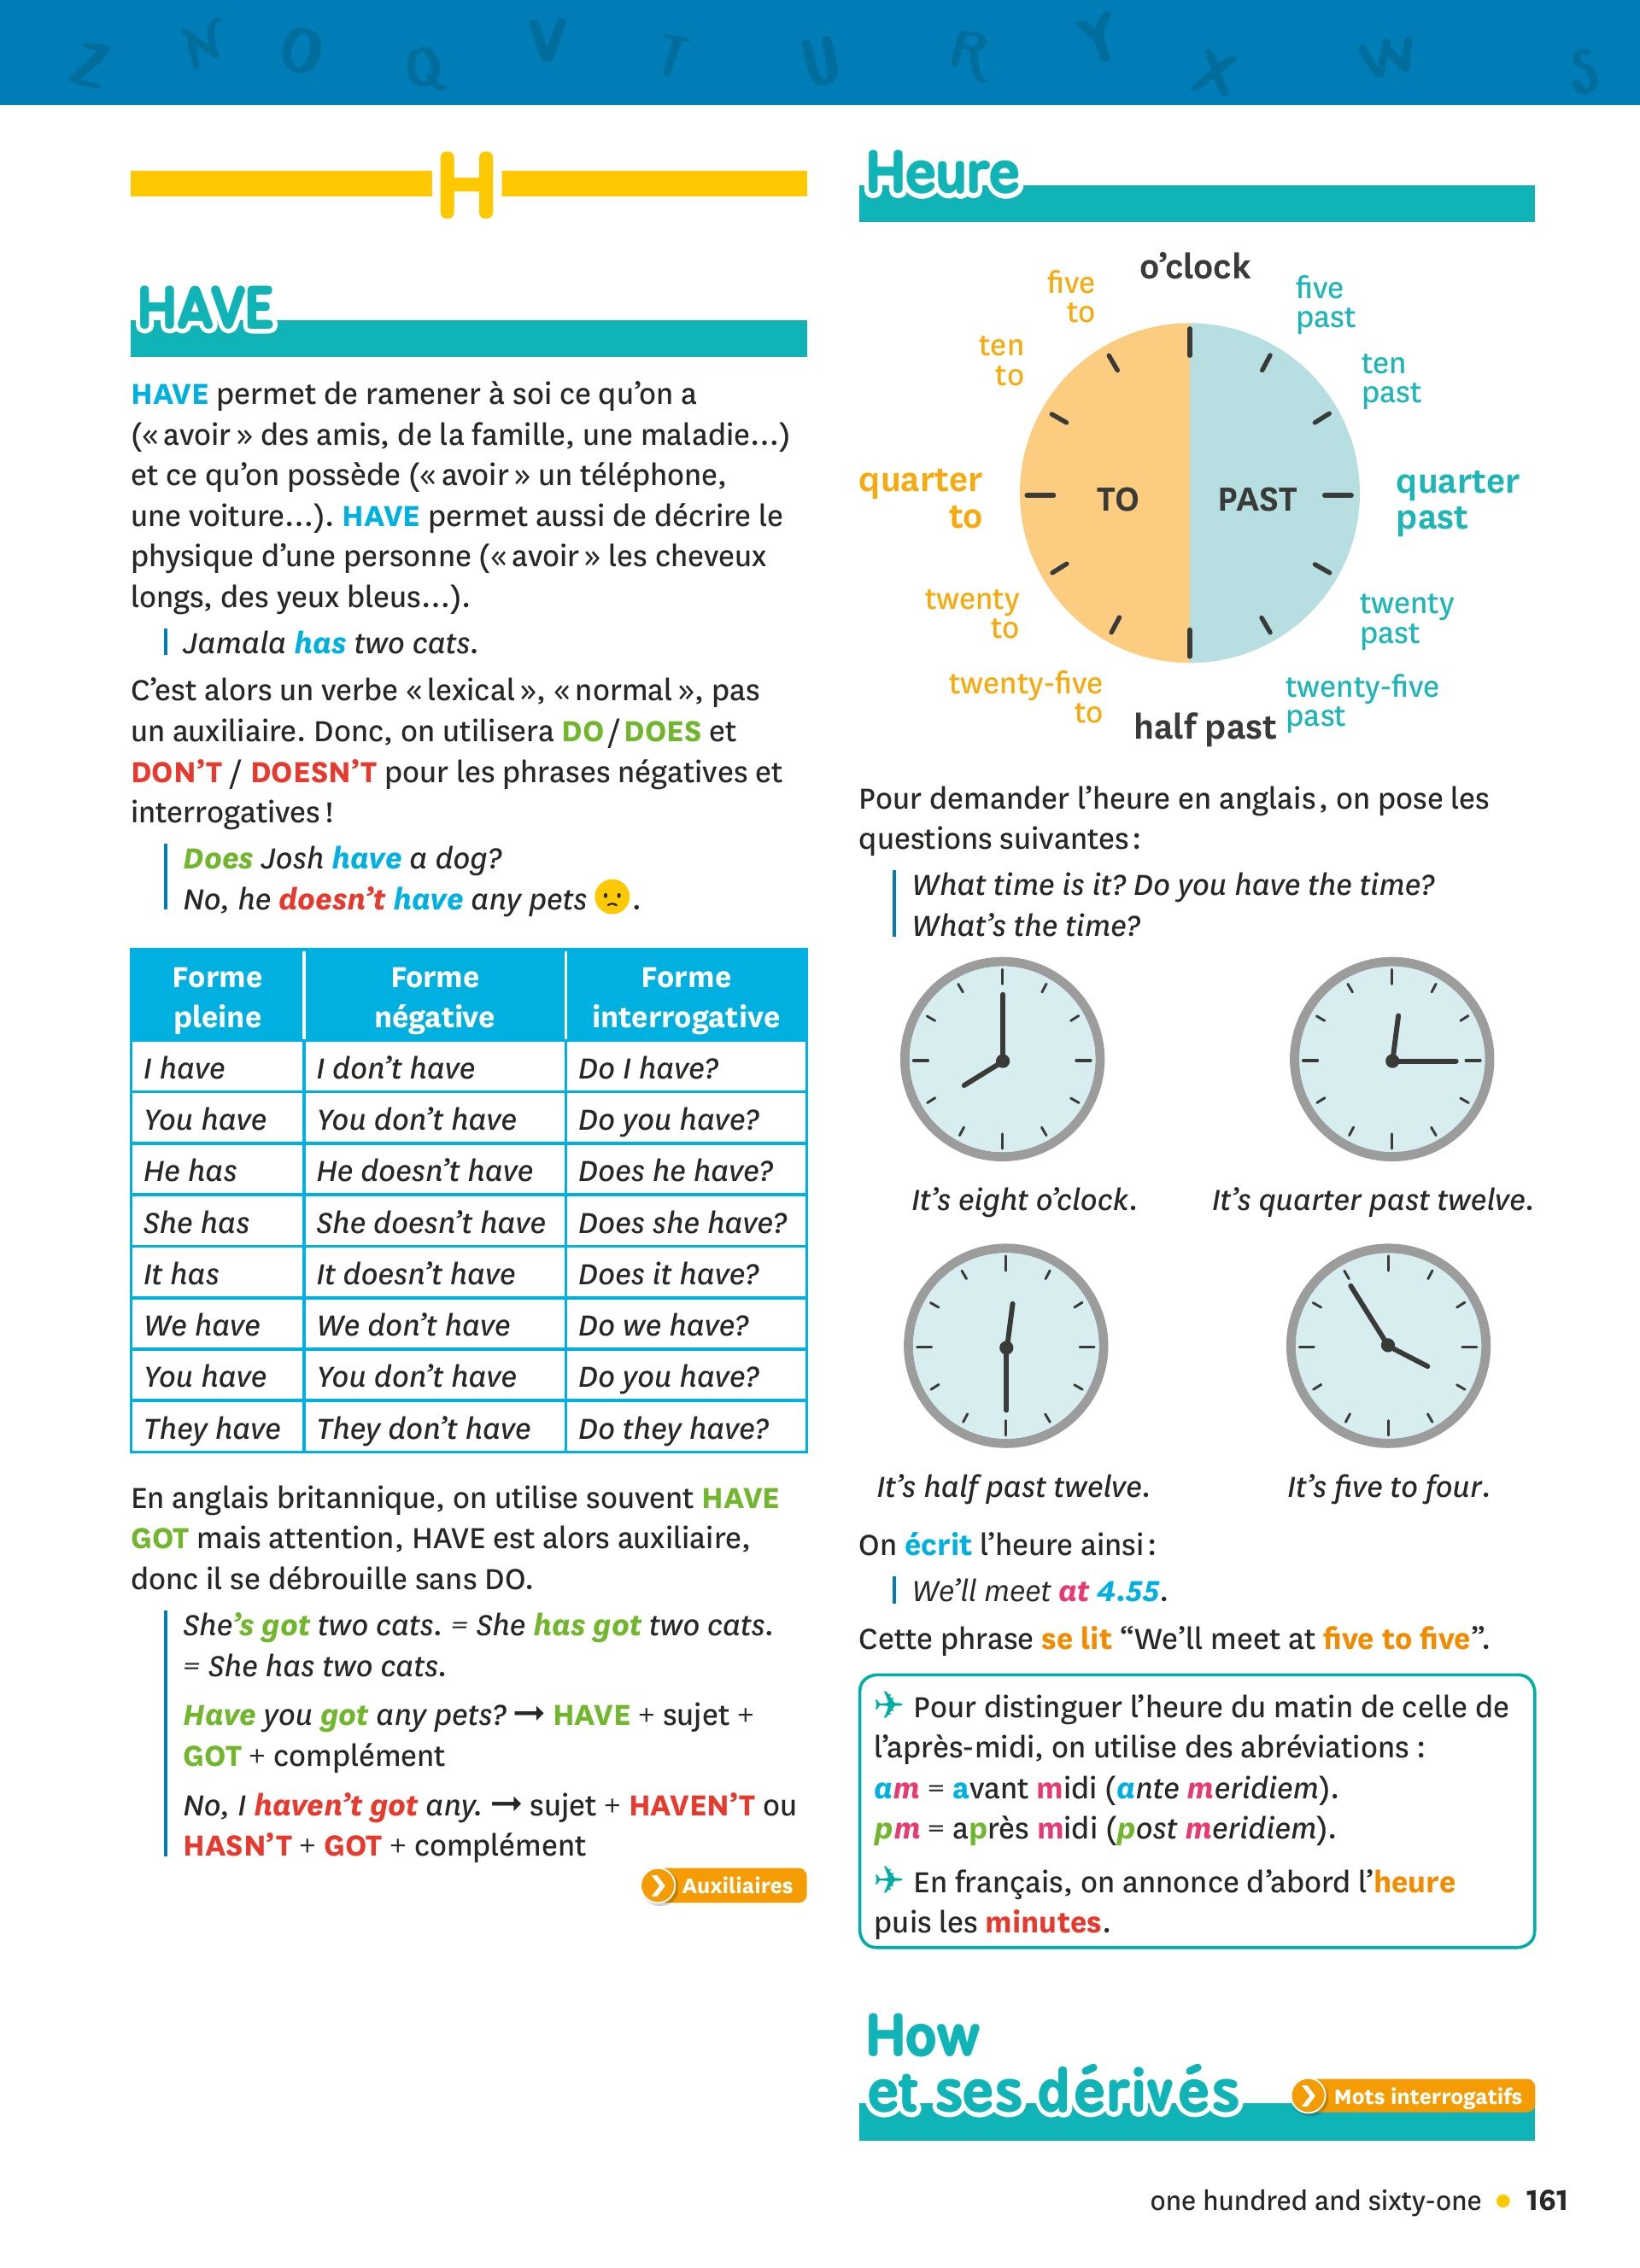 Z N O Q V T U R Y X W S
H
HAVE
HAVE permet de ramener à soi ce qu’on a
(« avoir » des amis, de la famille, une maladie…)
et ce qu’on possède (« avoir » un téléphone,
une voiture…). HAVE permet aussi de décrire le
physique d’une personne (« avoir » les cheveux
longs, des yeux bleus…).
Jamala has two cats.
C’est alors un verbe « lexical », « normal », pas
un auxiliaire. Donc, on utilisera DO / DOES et
DON’T / DOESN’T pour les phrases négatives et
interrogatives !
Does Josh have a dog?
No, he doesn’t have any pets 🙁.
Forme pleine | Forme négative | Forme interrogative
I have | I don’t have | Do I have?
You have | You don’t have | Do you have?
He has | He doesn’t have | Does he have?
She has | She doesn’t have | Does she have?
It has | It doesn’t have | Does it have?
We have | We don’t have | Do we have?
You have | You don’t have | Do you have?
They have | They don’t have | Do they have?
En anglais britannique, on utilise souvent HAVE
GOT mais attention, HAVE est alors auxiliaire,
donc il se débrouille sans DO.
She’s got two cats. = She has got two cats.
= She has two cats.
Have you got any pets? → HAVE + sujet +
GOT + complément
No, I haven’t got any. → sujet + HAVEN’T ou
HASN’T + GOT + complément
Auxiliaires
Heure
o’clock
five
past
ten
past
quarter
past
twenty
past
twenty-five
past
half past
twenty-five
to
twenty
to
quarter
to
ten
to
five
to
TO
PAST
Pour demander l’heure en anglais, on pose les
questions suivantes :
What time is it? Do you have the time?
What’s the time?
It’s eight o’clock.
It’s quarter past twelve.
It’s half past twelve.
It’s five to four.
On écrit l’heure ainsi :
We’ll meet at 4.55.
Cette phrase se lit “We’ll meet at five to five”.
✈ Pour distinguer l’heure du matin de celle de
l’après-midi, on utilise des abréviations :
am = avant midi (ante meridiem).
pm = après midi (post meridiem).
✈ En français, on annonce d’abord l’heure
puis les minutes.
How
et ses dérivés
Mots interrogatifs
one hundred and sixty-one • 161